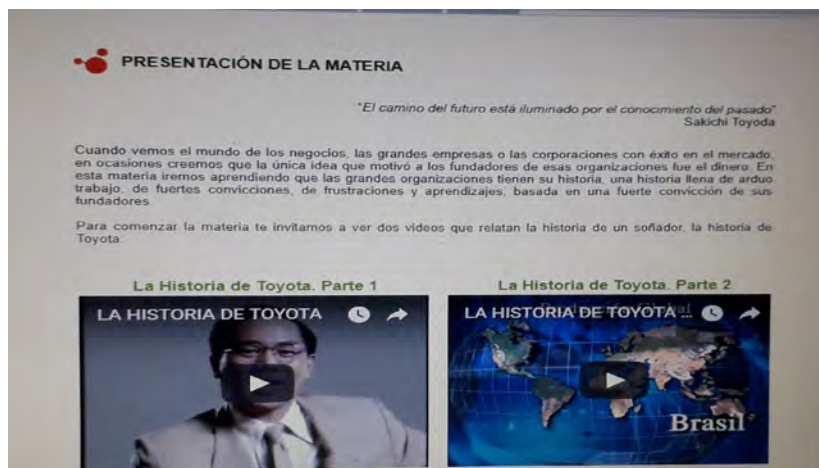 PRESENTACIÓN DE LA MATERIA
"El camino del futuro está iluminado por el conocimiento del pasado"
Sakichi Toyoda
Cuando vemos el mundo de los negocios, las grandes empresas o las corporaciones con éxito en el mercado,
en ocasiones creemos que la única idea que motivó a los fundadores de esas organizaciones fue el dinero. En
esta materia iremos aprendiendo que las grandes organizaciones tienen su historia, una historia llena de arduo
trabajo, de fuertes convicciones, de frustraciones y aprendizajes, basada en una fuerte convicción de sus
fundadores.
Para comenzar la materia te invitamos a ver dos videos que relatan la historia de un soñador, la historia de
Toyota:
La Historia de Toyota. Parte 1
La Historia de Toyota. Parte 2
LA HISTORIA DE TOYOTA
LA HISTORIA DE TOYOTA ...
Brasil